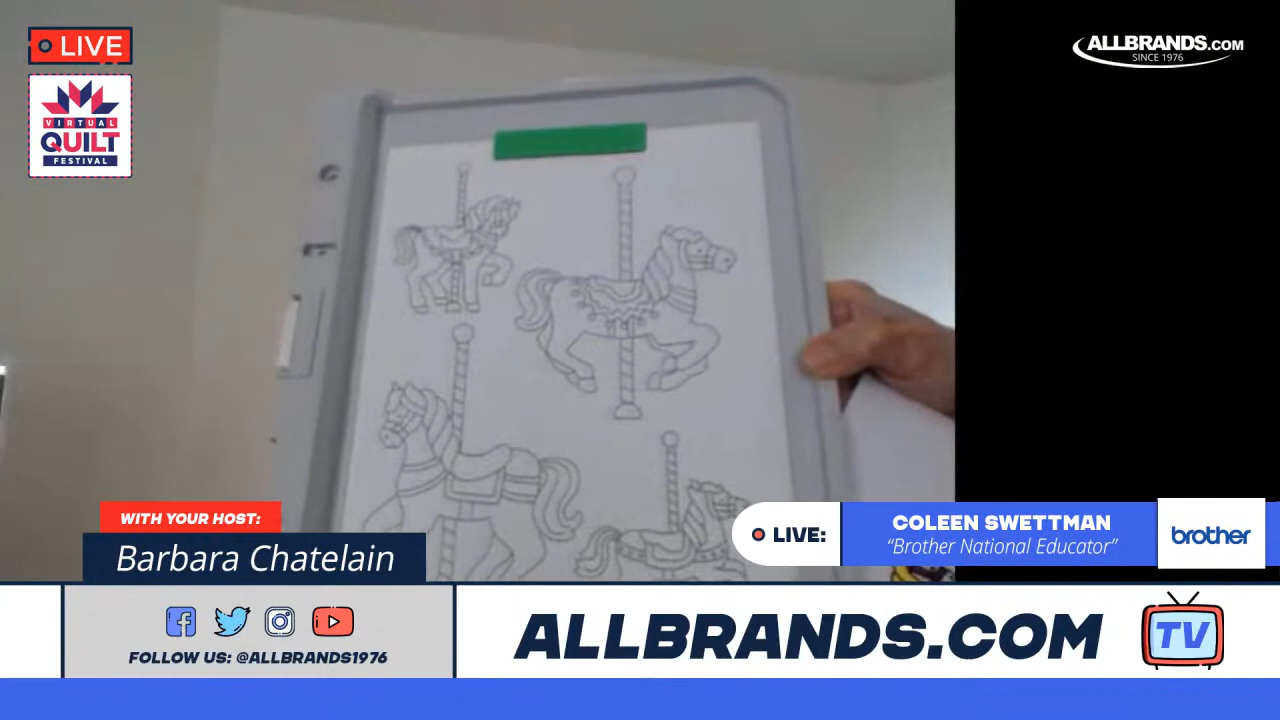 LIVE
VIRTUAL
QUILT
FESTIVAL
ALLBRANDS.COM
SINCE 1976
WITH YOUR HOST:
Barbara Chatelain
LIVE:
COLEEN SWETTMAN
“Brother National Educator”
brother
FOLLOW US: @ALLBRANDS1976
ALLBRANDS.COM
TV